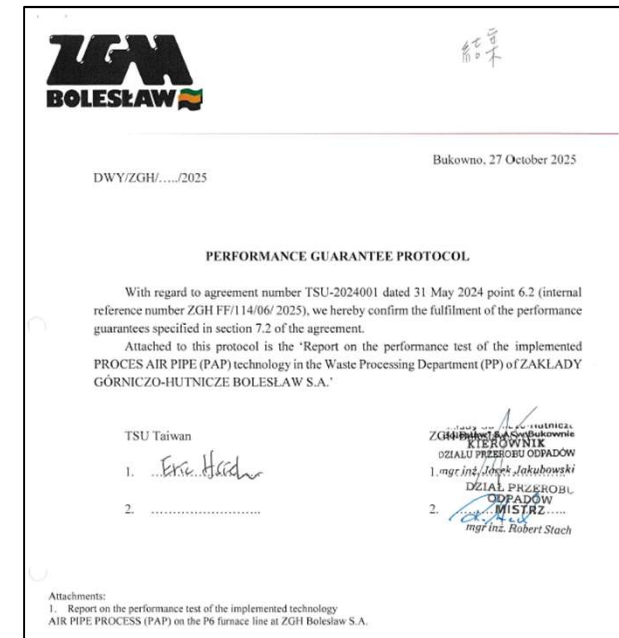 ZGM
BOLESŁAW
Bukowno, 27 October 2025
DWY/ZGH/…../2025
PERFORMANCE GUARANTEE PROTOCOL
With regard to agreement number TSU-2024001 dated 31 May 2024 point 6.2 (internal
reference number ZGH FF/114/06/ 2025), we hereby confirm the fulfilment of the performance
guarantees specified in section 7.2 of the agreement.
Attached to this protocol is the ‘Report on the performance test of the implemented
PROCES AIR PIPE (PAP) technology in the Waste Processing Department (PP) of ZAKŁADY
GÓRNICZO-HUTNICZE BOLESŁAW S.A.’
TSU Taiwan
1. Eric
2. ……………………
KIEROWNIK
DZIAŁU PRZEROBU ODPADÓW
1. mgr inż. Jacek Jakubowski
DZIAŁ PRZEROBU
ODPADÓW
2. MISTRZ
mgr inż. Robert Stach
Attachments:
1. Report on the performance test of the implemented technology
AIR PIPE PROCESS (PAP) on the P6 furnace line at ZGH Bolesław S.A.